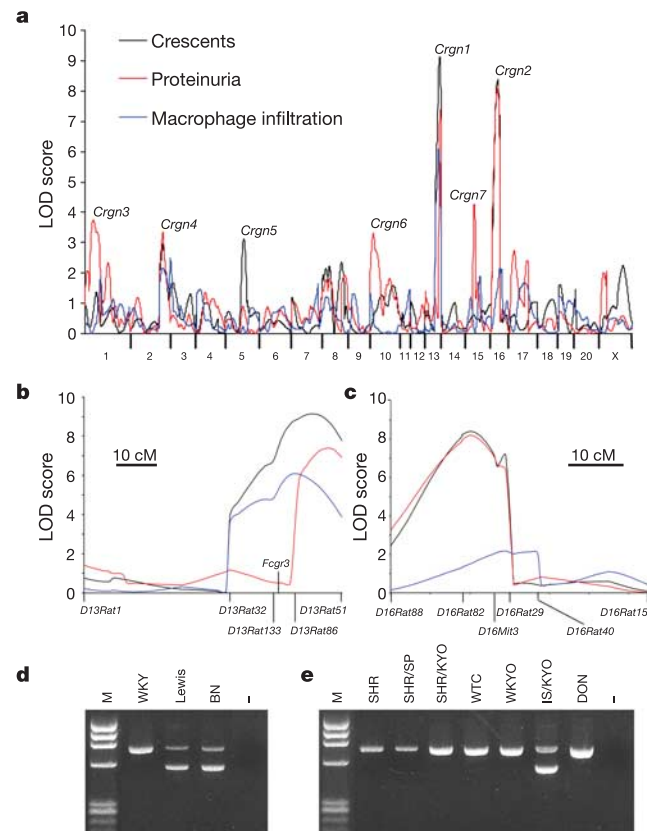 a
LOD score
10
9
8
7
6
5
4
3
2
1
0
Crescents
Proteinuria
Macrophage infiltration
Crgn1
Crgn2
Crgn3
Crgn4
Crgn5
Crgn6
Crgn7
1 2 3 4 5 6 7 8 9 10 11 12 13 14 15 16 17 18 19 20 X
b
LOD score
10
8
6
4
2
0
10 cM
Fcgr3
D13Rat1 D13Rat32 D13Rat51
D13Rat133 D13Rat86
c
LOD score
10
8
6
4
2
0
10 cM
D16Rat88 D16Rat82 D16Rat29 D16Rat15
D16Mit3 D16Rat40
d
M WKY Lewis BN –
e
M SHR SHR/SP SHR/KYO WTC WKYO IS/KYO DON –